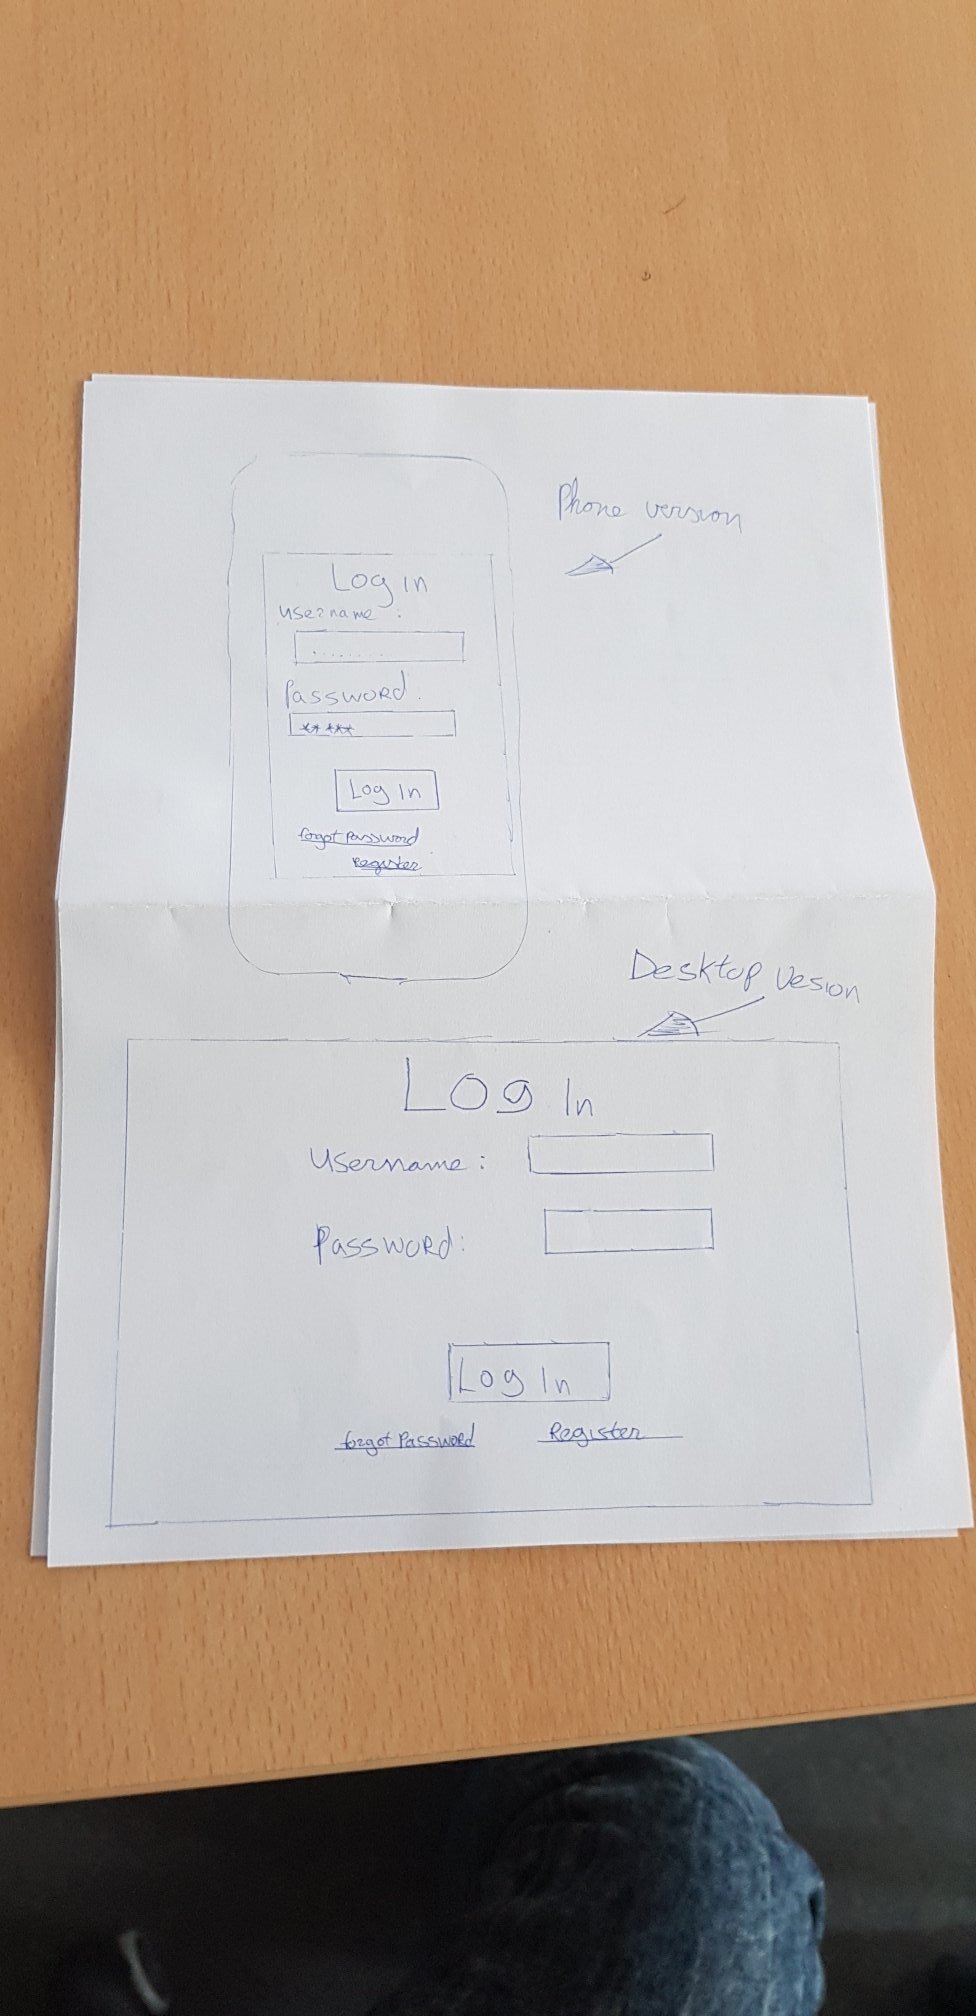 Phone version
Log in
username :
........
Password.
*****
Log In
forgot Password
Register
Desktop Vesion
Log In
Username :
Password:
Log In
forgot Password
Register